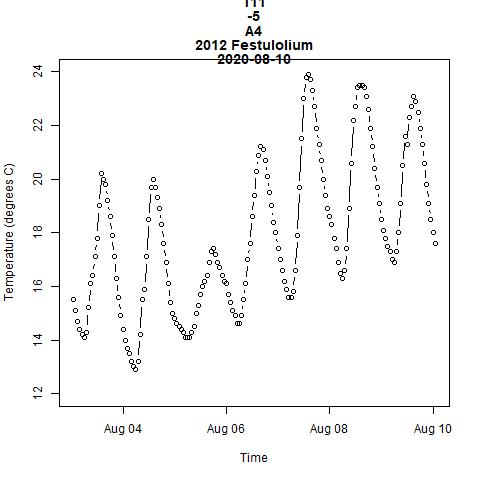 T11
-5
A4
2012 Festulolium
2020-08-10
Temperature (degrees C)
24
22
20
18
16
14
12
Aug 04
Aug 06
Aug 08
Aug 10
Time